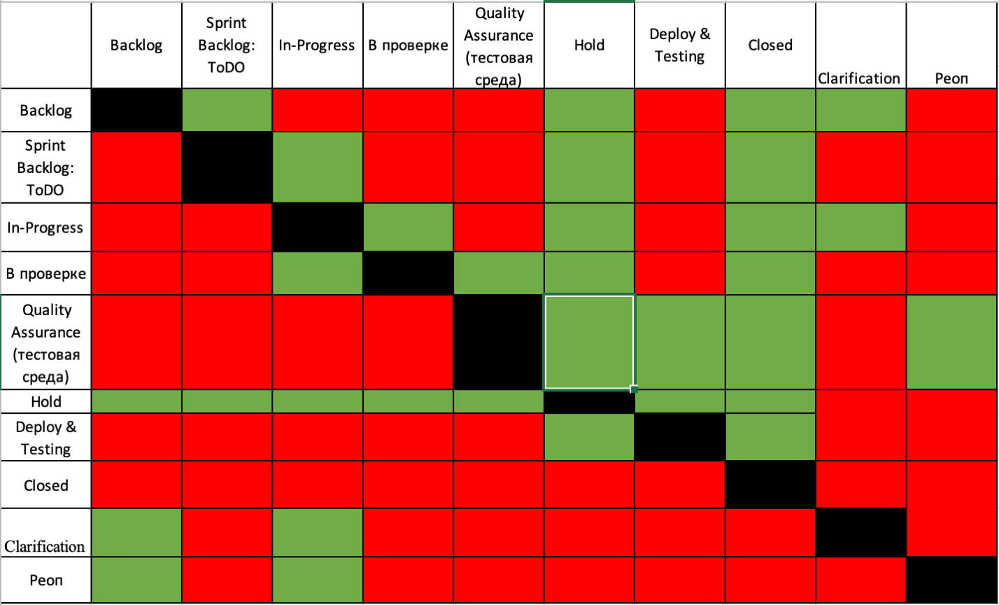 Backlog
Sprint
Backlog:
ToDO
In-Progress
В проверке
Quality
Assurance
(тестовая
среда)
Hold
Deploy &
Testing
Closed
Clarification
Реоп
Backlog
Sprint
Backlog:
ToDO
In-Progress
В проверке
Quality
Assurance
(тестовая
среда)
Hold
Deploy &
Testing
Closed
Clarification
Реоп